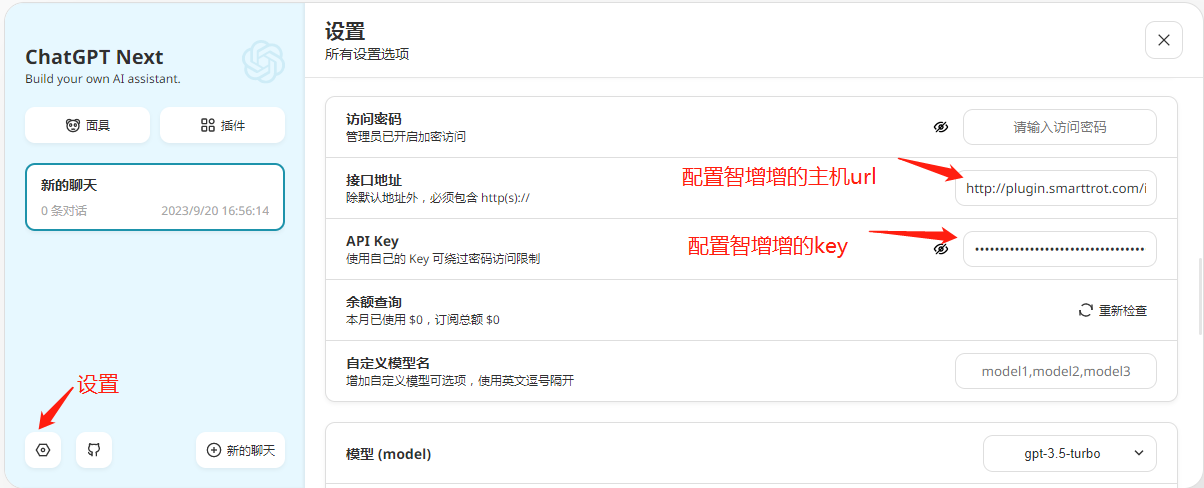 ChatGPT Next
Build your own AI assistant.
面具
插件
新的聊天
0 条对话
2023/9/20 16:56:14
设置
新的聊天
设置
所有设置选项
访问密码
管理员已开启加密访问
请输入访问密码
接口地址
除默认地址外，必须包含 http(s)://
配置智增增的主机url
http://plugin.smarttrot.com/i
API Key
使用自己的 Key 可绕过密码访问限制
配置智增增的key
余额查询
本月已使用 $0，订阅总额 $0
重新检查
自定义模型名
增加自定义模型可选项，使用英文逗号隔开
model1,model2,model3
模型 (model)
gpt-3.5-turbo